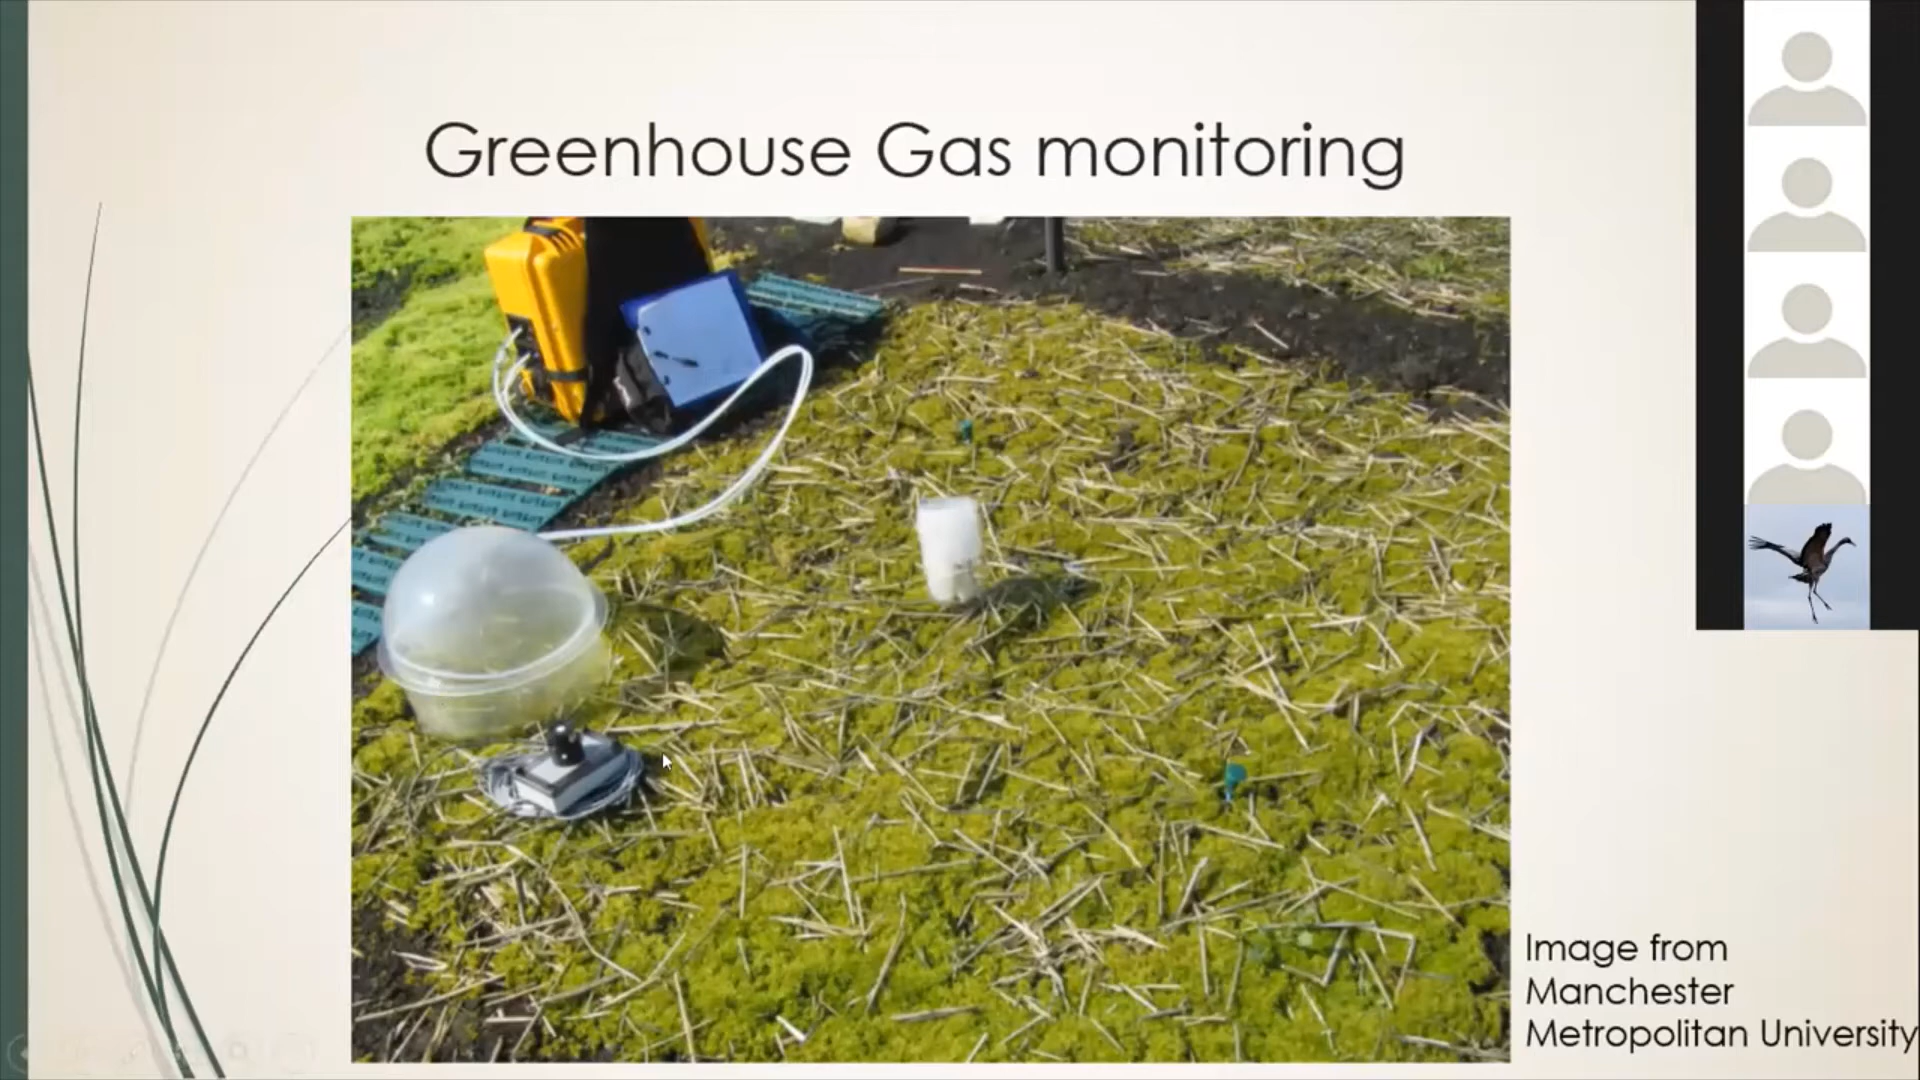 Greenhouse Gas monitoring
Image from
Manchester
Metropolitan University